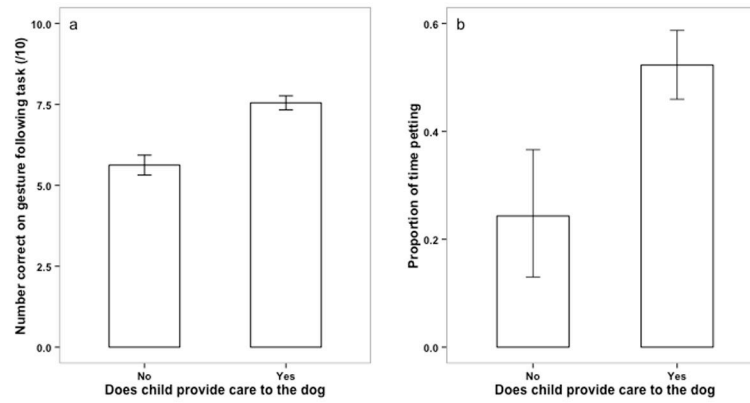 a
Number correct on gesture following task (/10)
10.0
7.5
5.0
2.5
0.0
No
Yes
Does child provide care to the dog
b
Proportion of time petting
0.6
0.4
0.2
0.0
No
Yes
Does child provide care to the dog